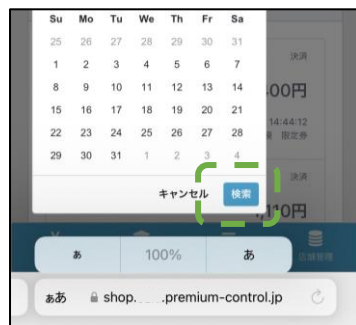 Su Mo Tu We Th Fr Sa
25 26 27 28 29 30 31
決済
1 2 3 4 5 6 7
00円
8 9 10 11 12 13 14
14:44:12
15 16 17 18 19 20 21
限定券
22 23 24 25 26 27 28
29 30 31 1 2 3 4
決済
キャンセル 検索
,110円
店舗管理
あ 100% あ
ぁあ shop. .premium-control.jp